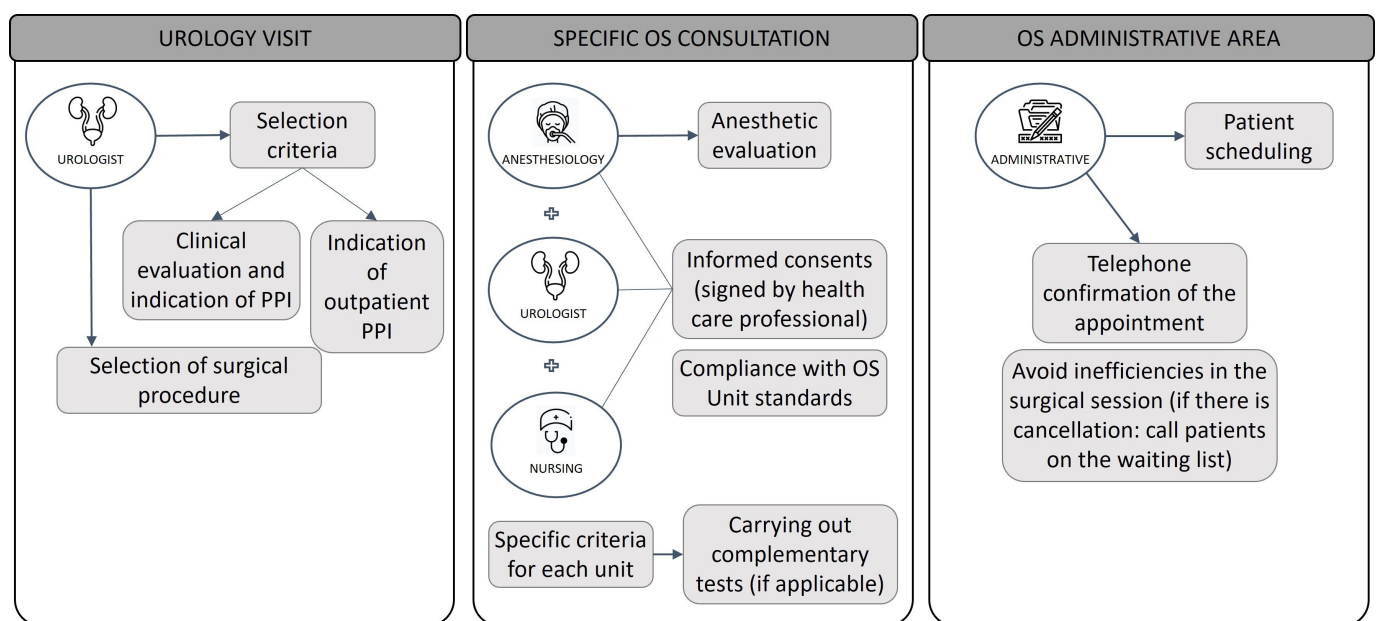 UROLOGY VISIT
UROLOGIST
Selection
criteria
Clinical
evaluation and
indication of PPI
Indication
of
outpatient
PPI
Selection of surgical
procedure
SPECIFIC OS CONSULTATION
ANESTHESIOLOGY
Anesthetic
evaluation
UROLOGIST
Informed consents
(signed by health
care professional)
Compliance with OS
Unit standards
NURSING
Specific criteria
for each unit
Carrying out
complementary
tests (if applicable)
OS ADMINISTRATIVE AREA
ADMINISTRATIVE
Patient
scheduling
Telephone
confirmation of the
appointment
Avoid inefficiencies in the
surgical session (if there is
cancellation: call patients
on the waiting list)